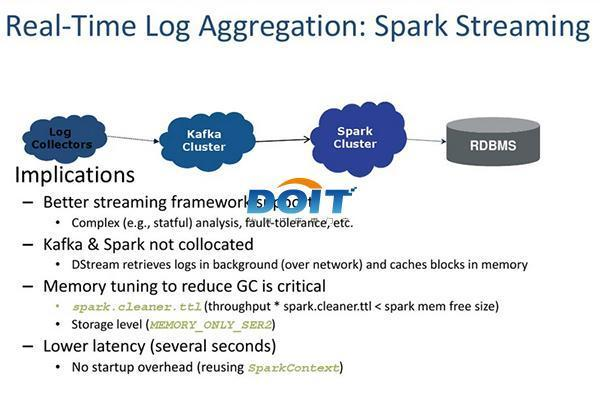 Real-Time Log Aggregation: Spark Streaming
Log
Collectors
Kafka
Cluster
Spark
Cluster
RDBMS
Implications
– Better streaming framework support
DOIT
• Complex (e.g., statful) analysis, fault-tolerance, etc.
– Kafka & Spark not collocated
• DStream retrieves logs in background (over network) and caches blocks in memory
– Memory tuning to reduce GC is critical
• spark.cleaner.ttl (throughput * spark.cleaner.ttl < spark mem free size)
• Storage level (MEMORY_ONLY_SER2)
– Lower latency (several seconds)
• No startup overhead (reusing SparkContext)